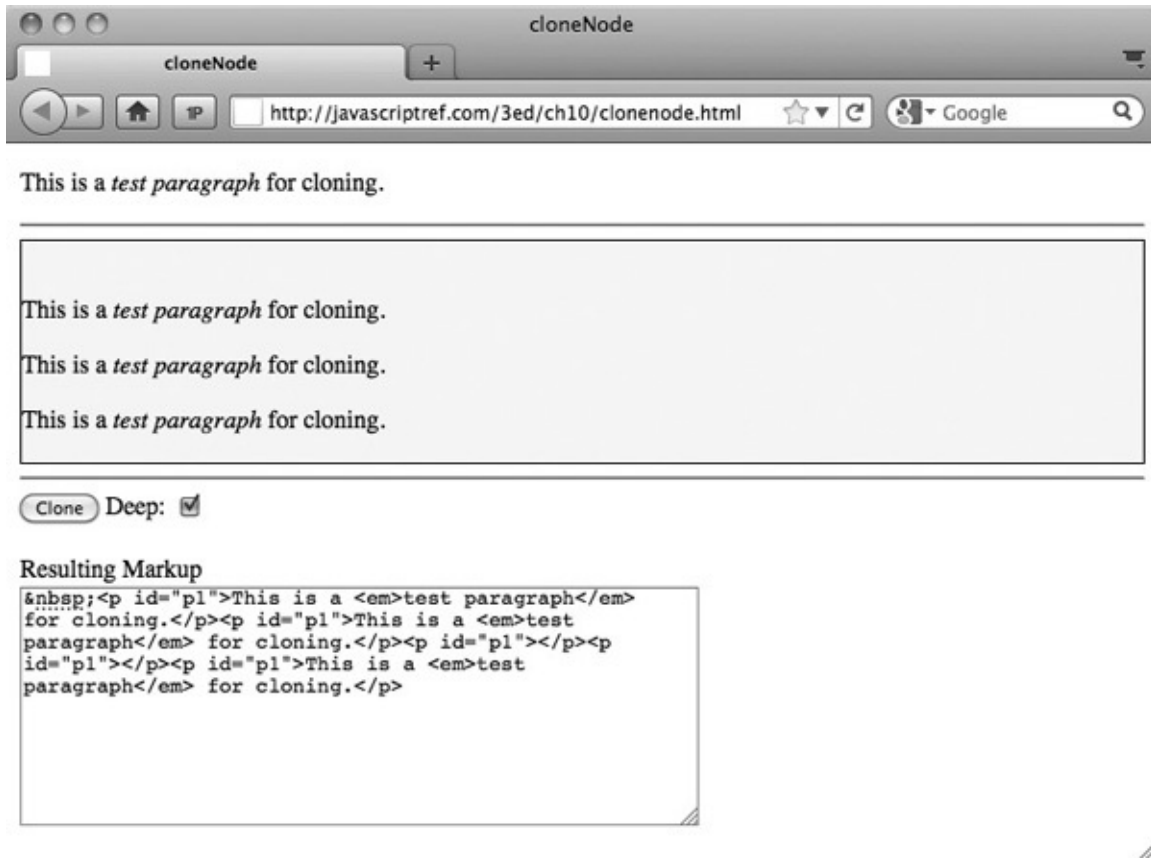 cloneNode
cloneNode
+
1P
http://javascriptref.com/3ed/ch10/clonenode.html
Google
This is a test paragraph for cloning.
This is a test paragraph for cloning.
This is a test paragraph for cloning.
This is a test paragraph for cloning.
Clone Deep:
Resulting Markup
&nbsp;<p id="p1">This is a <em>test paragraph</em>
for cloning.</p><p id="p1">This is a <em>test
paragraph</em> for cloning.</p><p id="p1"></p><p
id="p1"></p><p id="p1">This is a <em>test
paragraph</em> for cloning.</p>